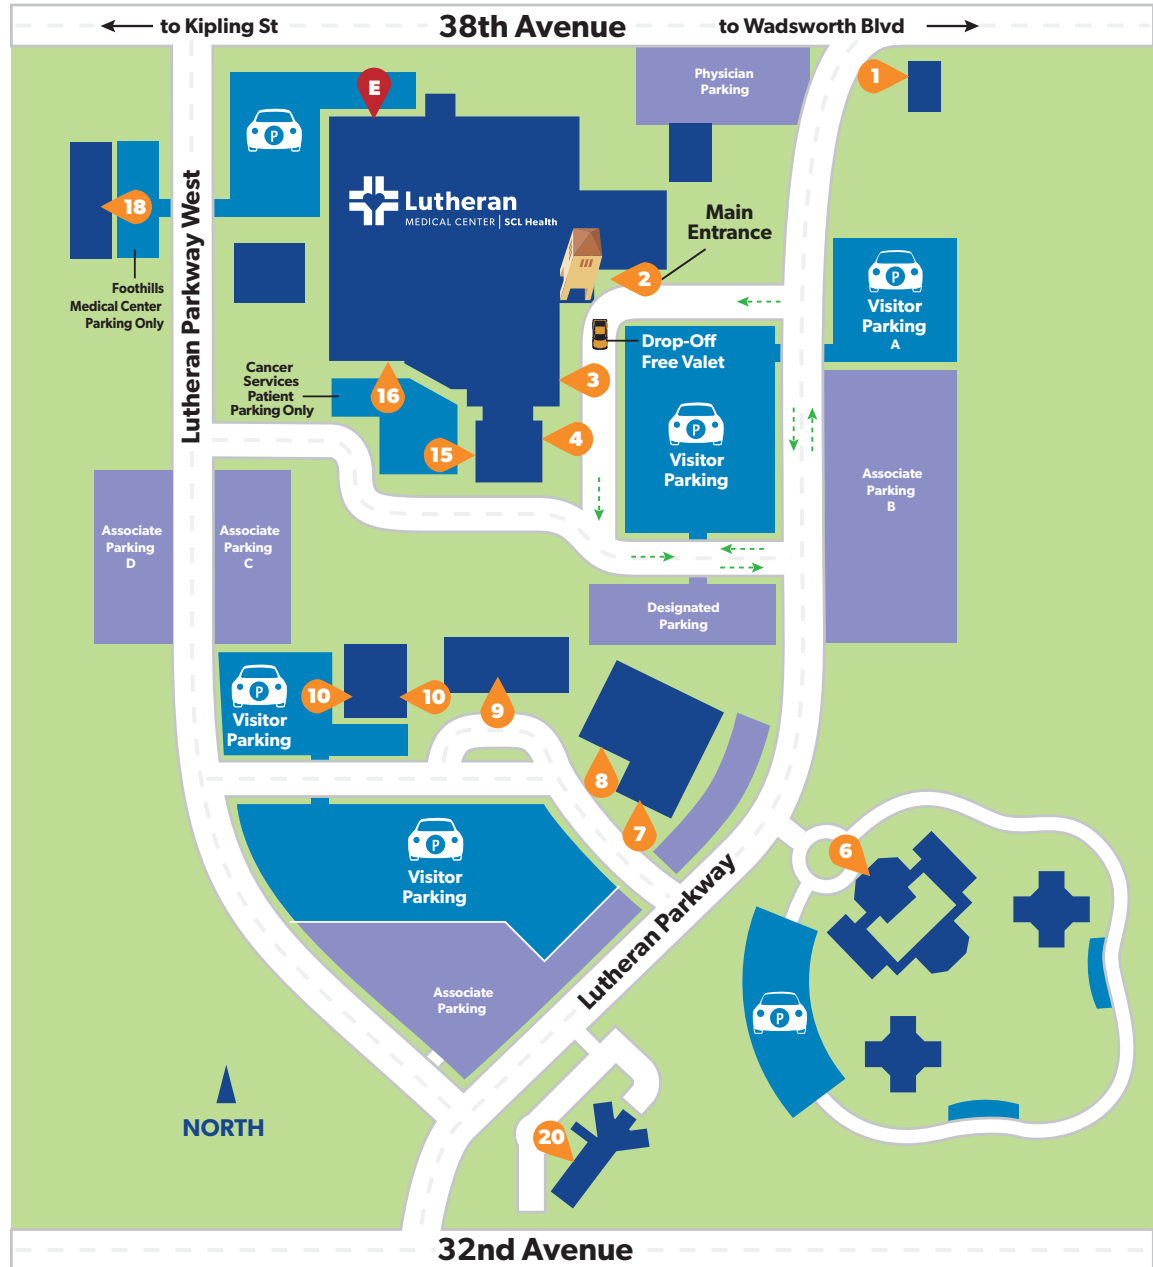 to Kipling St
38th Avenue
to Wadsworth Blvd
Physician
Parking
1
E
P
Lutheran
MEDICAL CENTER | SCL Health
18
Foothills
Medical Center
Parking Only
Lutheran Parkway West
Main
Entrance
2
P
Visitor
Parking
A
Drop-Off
Free Valet
3
Cancer
Services
Patient
Parking Only
16
15
4
P
Visitor
Parking
Associate
Parking
B
Associate
Parking
D
Associate
Parking
C
Designated
Parking
P
Visitor
Parking
10
10
9
8
7
6
P
Visitor
Parking
Lutheran Parkway
Associate
Parking
P
NORTH
20
32nd Avenue